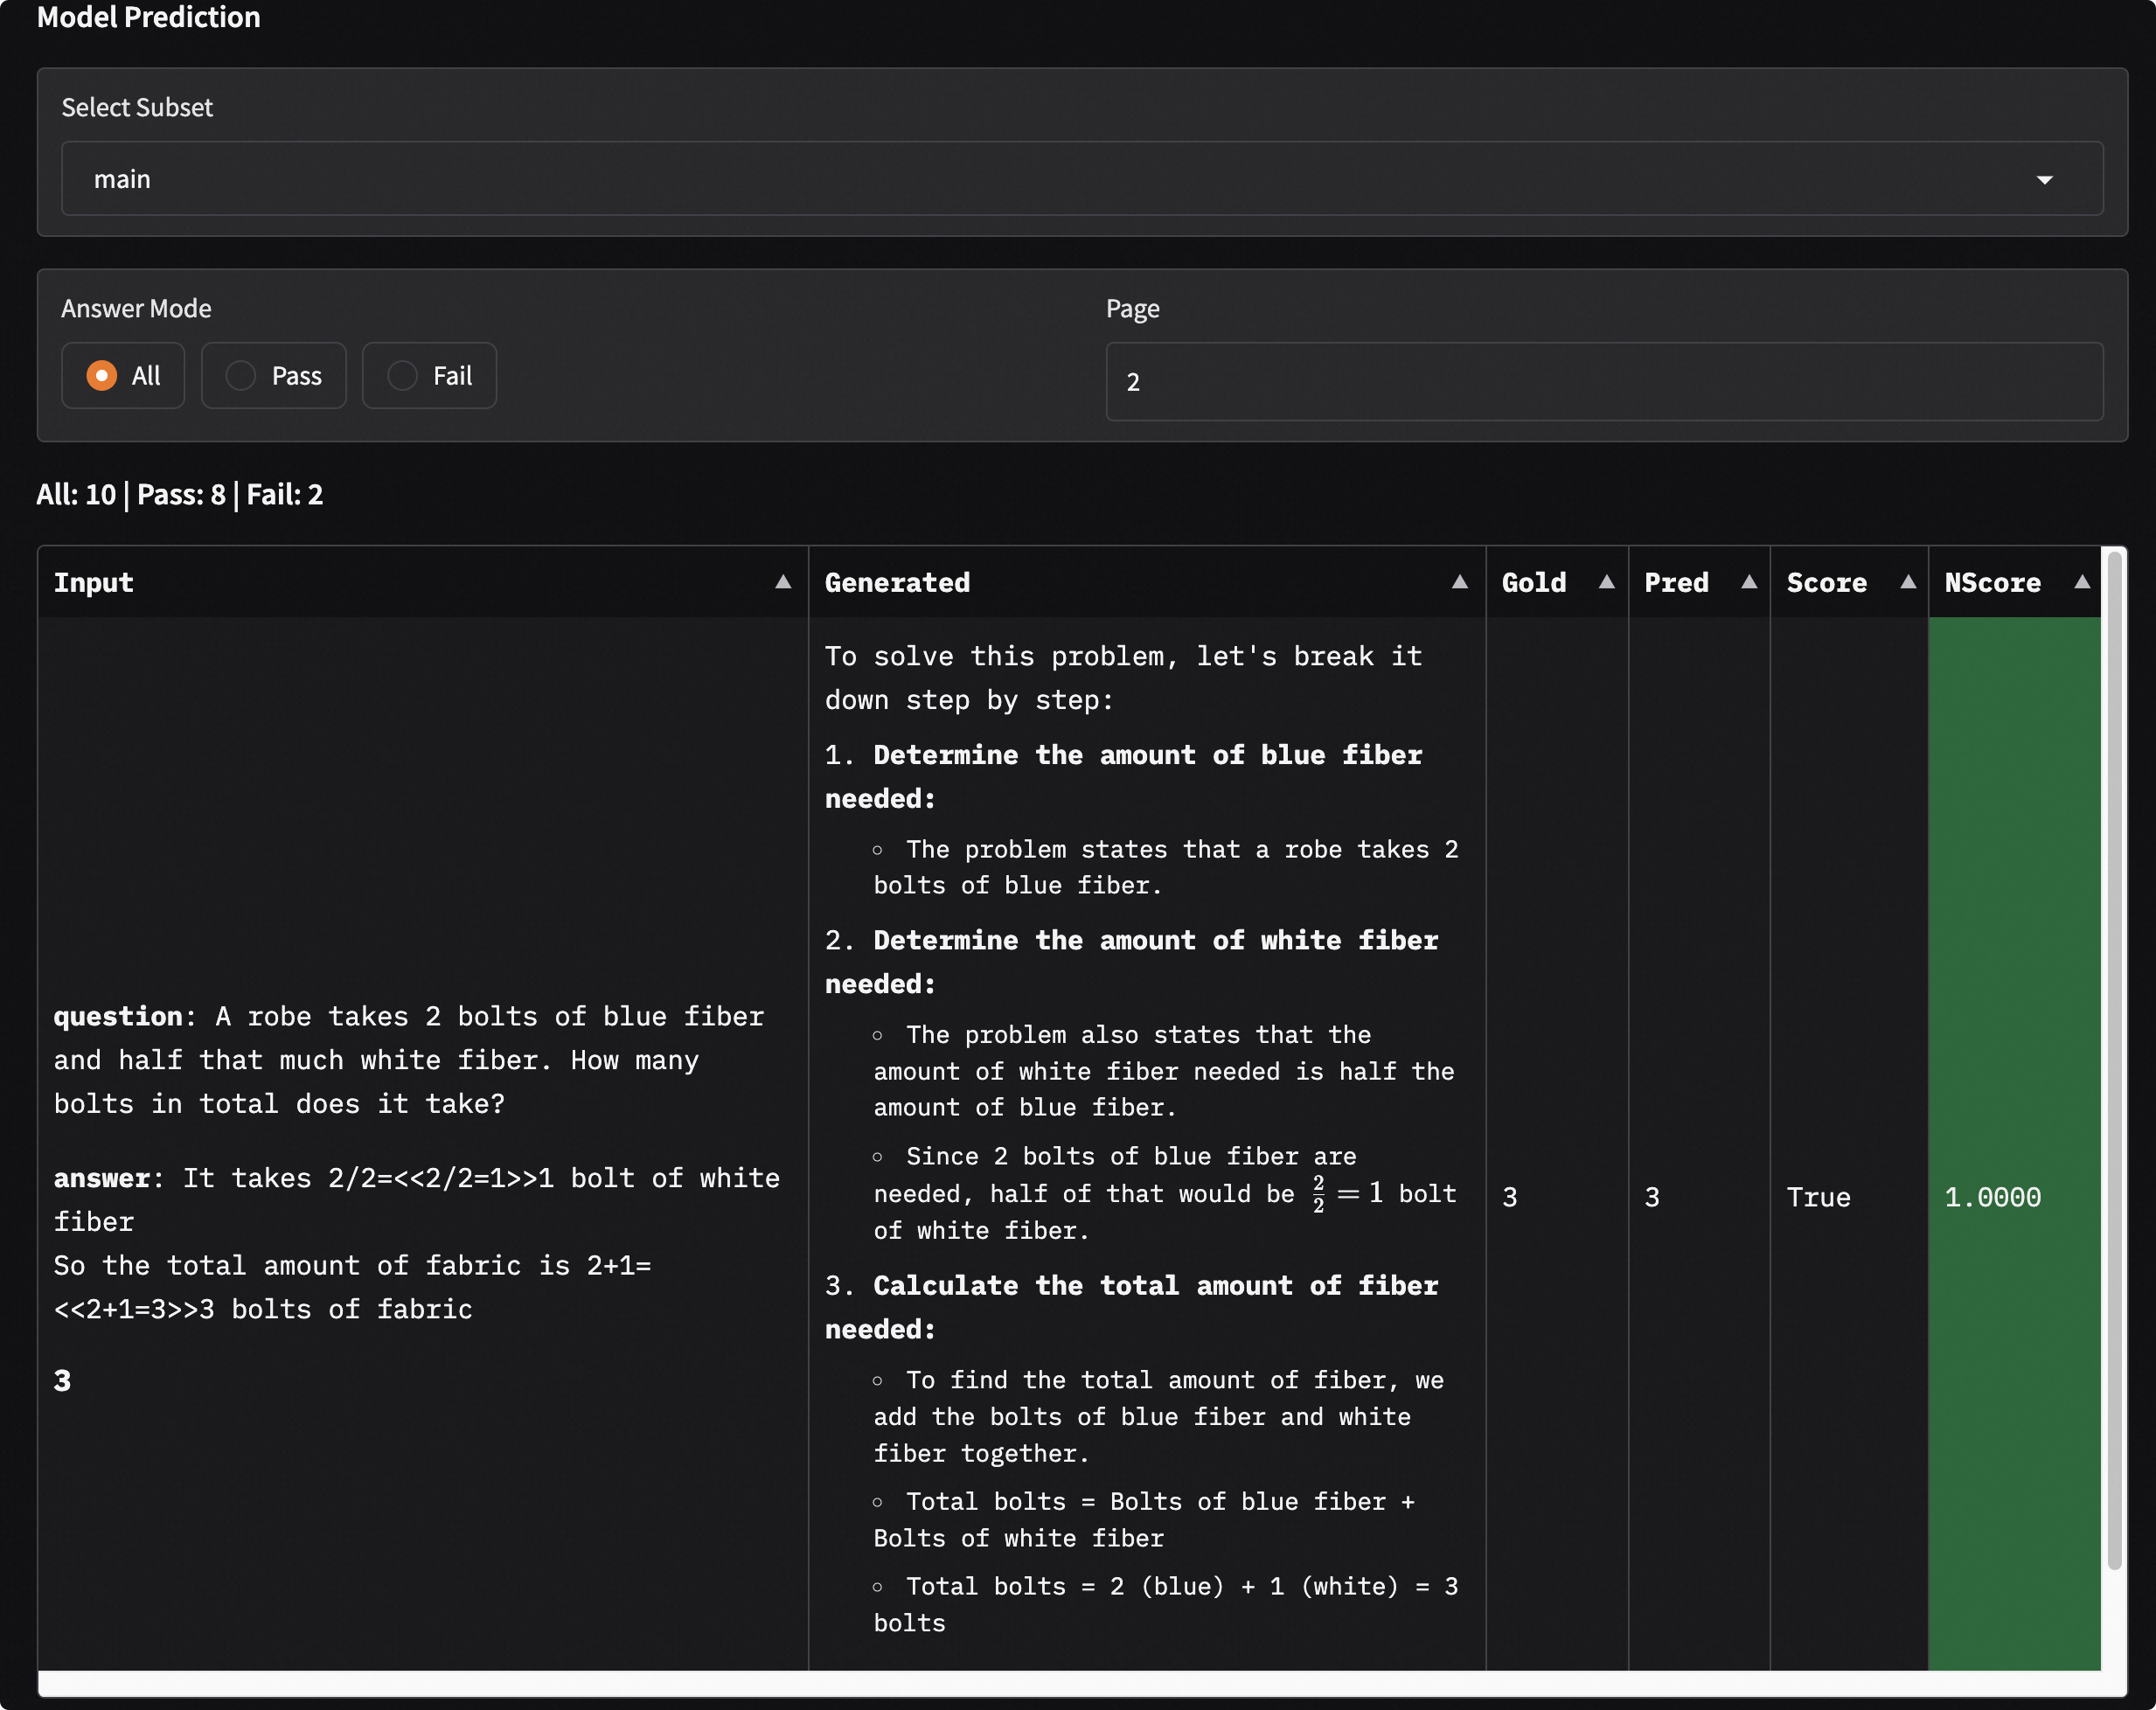 Model Prediction
Select Subset
main
Answer Mode
All
Pass
Fail
Page
2
All: 10 | Pass: 8 | Fail: 2
Input ▲ Generated ▲ Gold ▲ Pred ▲ Score ▲ NScore ▲
question: A robe takes 2 bolts of blue fiber
and half that much white fiber. How many
bolts in total does it take?
answer: It takes 2/2=<<2/2=1>>1 bolt of white
fiber
So the total amount of fabric is 2+1=
<<2+1=3>>3 bolts of fabric
3
To solve this problem, let's break it
down step by step:
1. Determine the amount of blue fiber
needed:
○ The problem states that a robe takes 2
bolts of blue fiber.
2. Determine the amount of white fiber
needed:
○ The problem also states that the
amount of white fiber needed is half the
amount of blue fiber.
○ Since 2 bolts of blue fiber are
needed, half of that would be 2/2 = 1 bolt
of white fiber.
3. Calculate the total amount of fiber
needed:
○ To find the total amount of fiber, we
add the bolts of blue fiber and white
fiber together.
○ Total bolts = Bolts of blue fiber +
Bolts of white fiber
○ Total bolts = 2 (blue) + 1 (white) = 3
bolts
3
3
True
1.0000